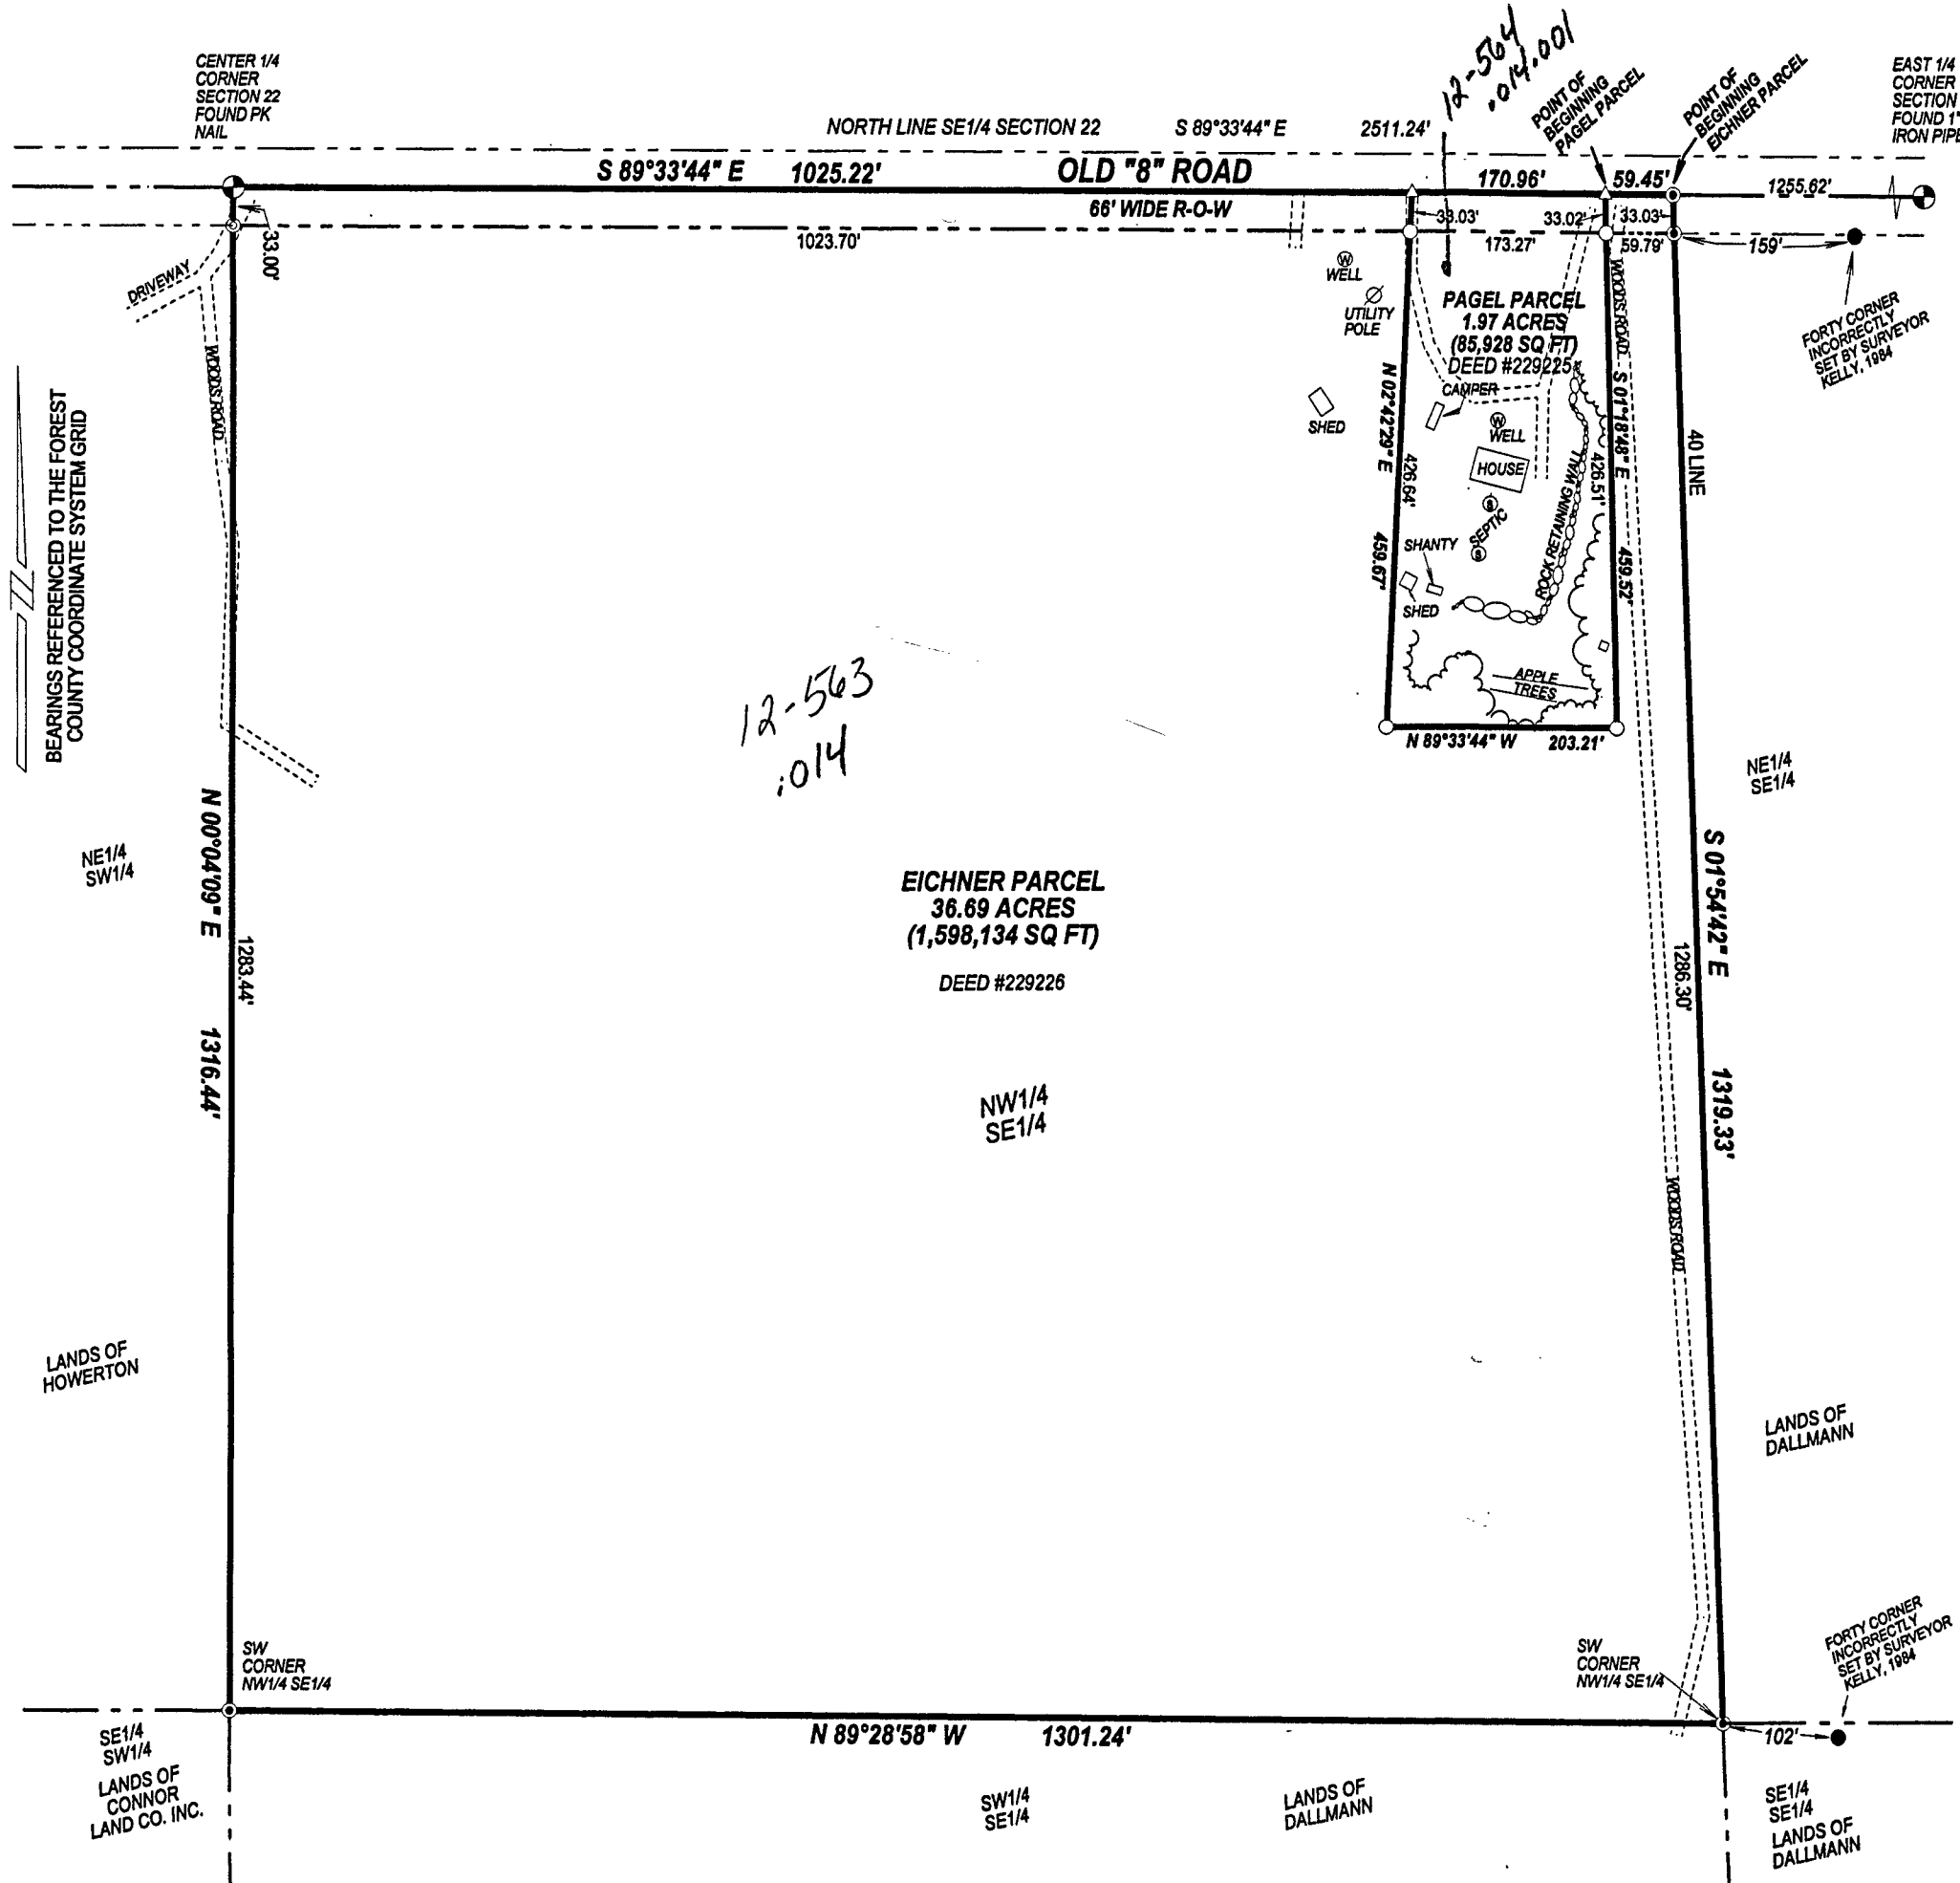 12-564
.014.001
CENTER 1/4
CORNER
SECTION 22
FOUND PK
NAIL
NORTH LINE SE1/4 SECTION 22 S 89°33'44" E 2511.24'
POINT OF
BEGINNING
PAGEL PARCEL
POINT OF
BEGINNING
EICHNER PARCEL
EAST 1/4
CORNER
SECTION
FOUND 1"
IRON PIPE
S 89°33'44" E 1025.22' OLD "8" ROAD 170.96' 59.45' 1255.62'
66' WIDE R-O-W
33.00'
33.03'
33.02'
33.03'
1023.70'
173.27'
59.79'
159'
DRIVEWAY
WOODS ROAD
WELL
W
UTILITY
POLE
PAGEL PARCEL
1.97 ACRES
(85,928 SQ FT)
DEED #229225
CAMPER
SHED
W
WELL
HOUSE
S
SEPTIC
S
SHANTY
SHED
ROCK RETAINING WALL
APPLE
TREES
N 02°42'29" E
426.64'
459.67'
WOODS ROAD
S 01°18'48" E
426.51'
459.52'
N 89°33'44" W 203.21'
40 LINE
FORTY CORNER
INCORRECTLY
SET BY SURVEYOR
KELLY, 1984
BEARINGS REFERENCED TO THE FOREST
COUNTY COORDINATE SYSTEM GRID
N
12-563
.014
NE1/4
SE1/4
NE1/4
SW1/4
N 00°04'09" E
1283.44'
1316.44'
EICHNER PARCEL
36.69 ACRES
(1,598,134 SQ FT)
DEED #229226
S 01°54'42" E
1286.30'
1319.33'
NW1/4
SE1/4
WOODS ROAD
LANDS OF
HOWERTON
LANDS OF
DALLMANN
SW
CORNER
NW1/4 SE1/4
SW
CORNER
NW1/4 SE1/4
FORTY CORNER
INCORRECTLY
SET BY SURVEYOR
KELLY, 1984
N 89°28'58" W 1301.24'
102'
SE1/4
SW1/4
LANDS OF
CONNOR
LAND CO. INC.
SW1/4
SE1/4
LANDS OF
DALLMANN
SE1/4
SE1/4
LANDS OF
DALLMANN